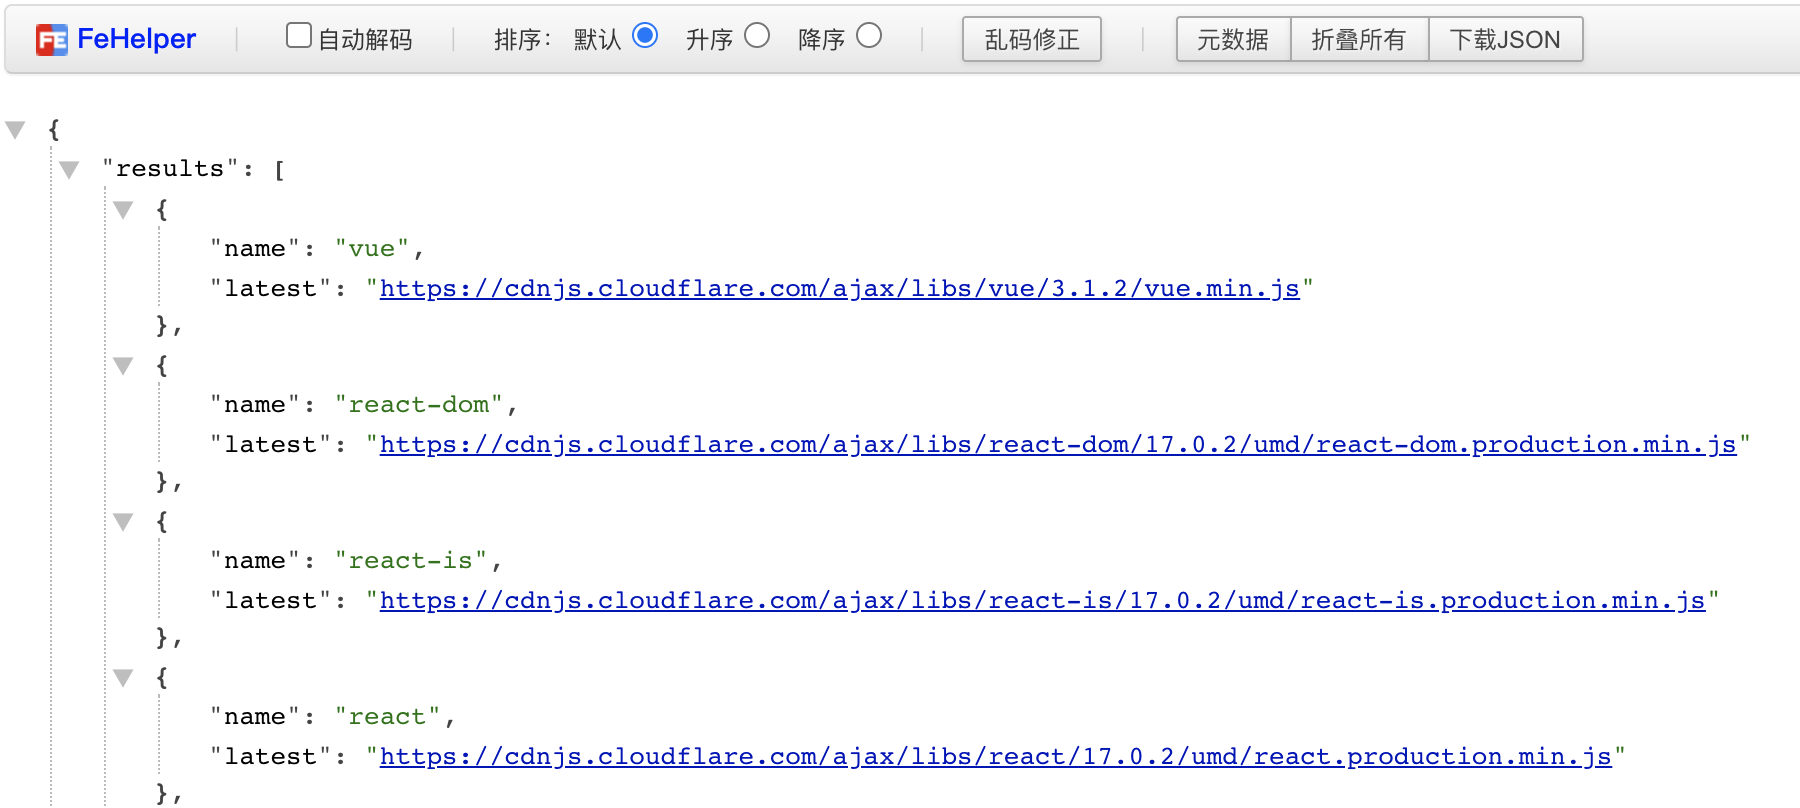 FeHelper 自动解码 排序: 默认 升序 降序 乱码修正 元数据 折叠所有 下载JSON
{
"results": [
{
"name": "vue",
"latest": "https://cdnjs.cloudflare.com/ajax/libs/vue/3.1.2/vue.min.js"
},
{
"name": "react-dom",
"latest": "https://cdnjs.cloudflare.com/ajax/libs/react-dom/17.0.2/umd/react-dom.production.min.js"
},
{
"name": "react-is",
"latest": "https://cdnjs.cloudflare.com/ajax/libs/react-is/17.0.2/umd/react-is.production.min.js"
},
{
"name": "react",
"latest": "https://cdnjs.cloudflare.com/ajax/libs/react/17.0.2/umd/react.production.min.js"
},